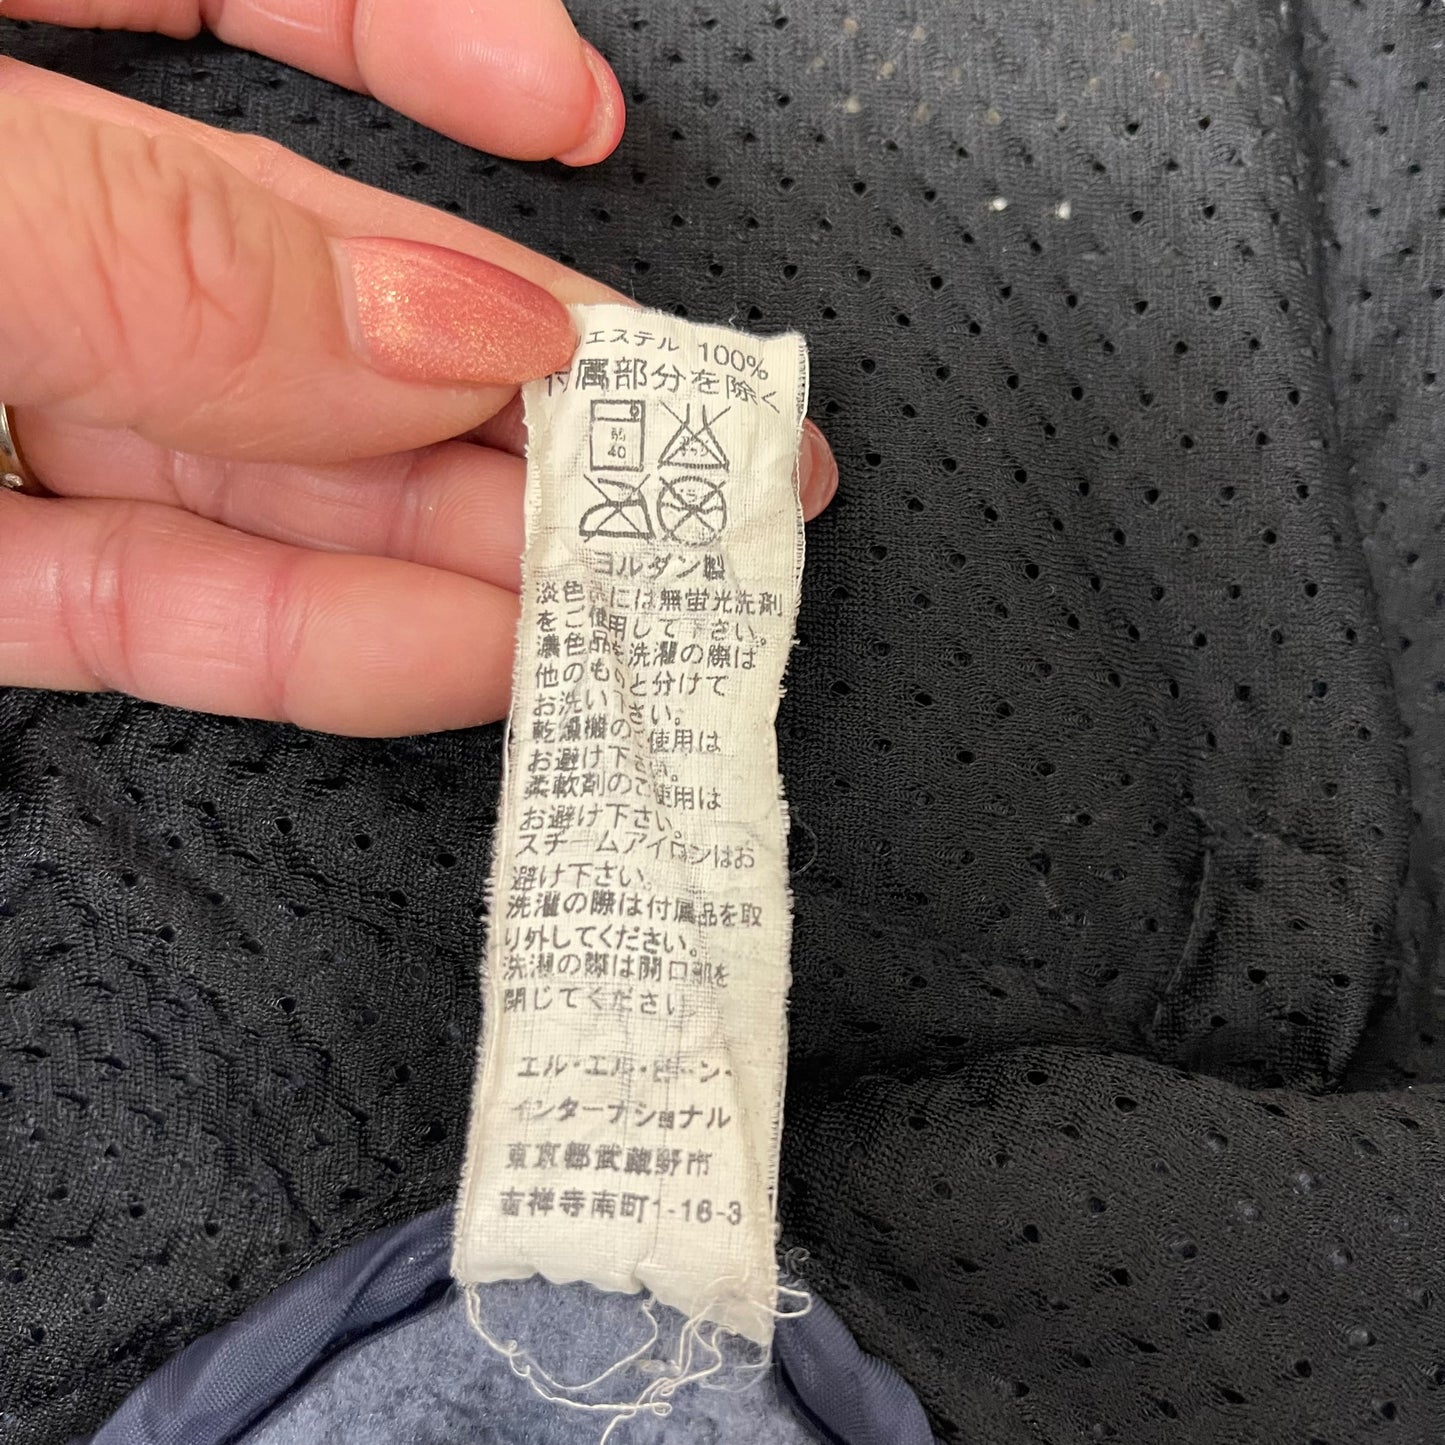 エステル 100%
付属部分を除く
弱
40
ヨルダン製
淡色には無蛍光洗剤
をご使用して下さい。
濃色品を洗濯の際は
他のものと分けて
お洗い下さい。
乾燥機のご使用は
お避け下さい。
柔軟剤のご使用は
お避け下さい。
スチームアイロンはお
避け下さい。
洗濯の際は付属品を取
り外してください。
洗濯の際は開口部を
閉じてください
エル・エル・ビーン・
インターナショナル
東京都武蔵野市
吉祥寺南町1-16-3